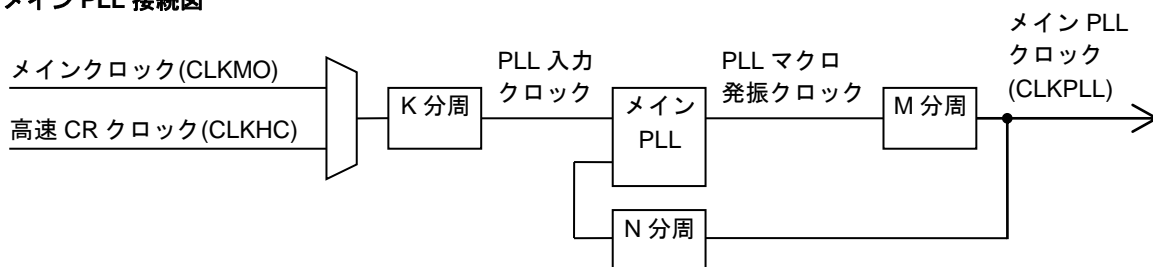 メイン PLL 接続図
メイン PLL
クロック
(CLKPLL)
メインクロック(CLKMO)
高速 CR クロック(CLKHC)
K 分周
PLL 入力
クロック
メイン
PLL
PLL マクロ
発振クロック
M 分周
N 分周